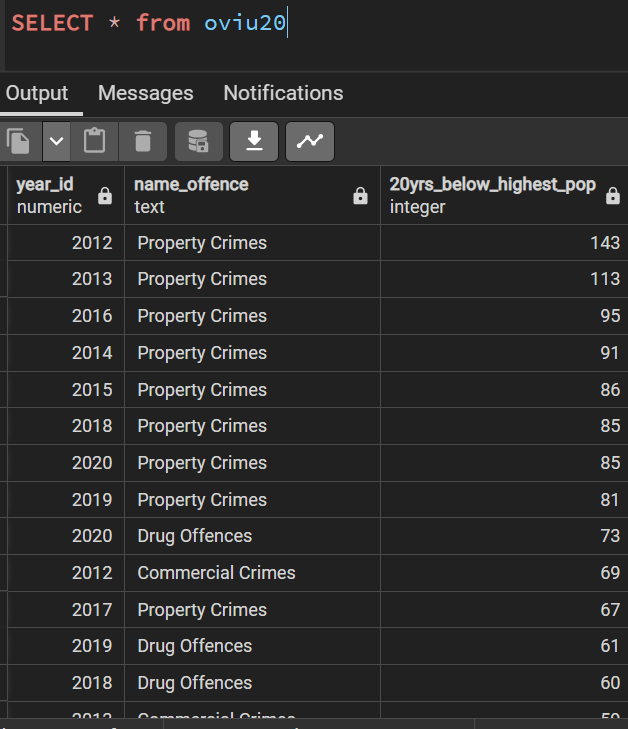 SELECT * from oviu20
Output Messages Notifications
year_id name_offence 20yrs_below_highest_pop
numeric text integer
2012 Property Crimes 143
2013 Property Crimes 113
2016 Property Crimes 95
2014 Property Crimes 91
2015 Property Crimes 86
2018 Property Crimes 85
2020 Property Crimes 85
2019 Property Crimes 81
2020 Drug Offences 73
2012 Commercial Crimes 69
2017 Property Crimes 67
2019 Drug Offences 61
2018 Drug Offences 60
Commercial Crimes